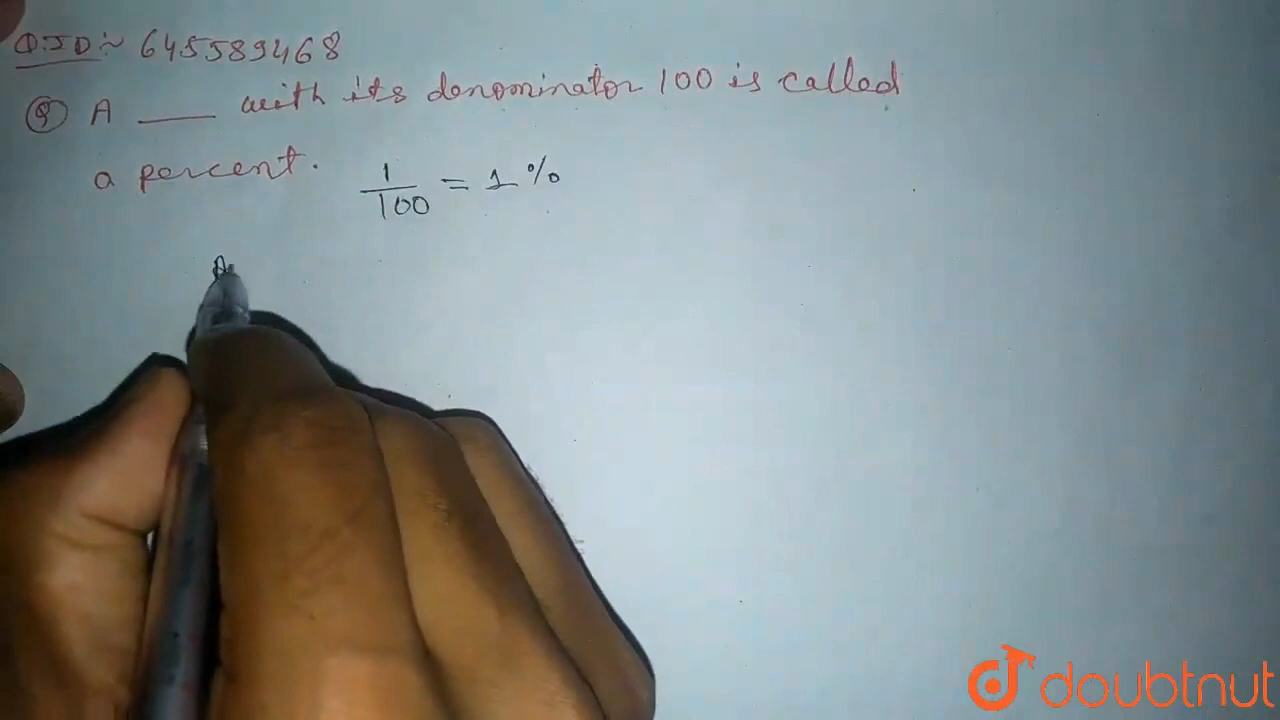 Q.ID:~ 645589468
Q A ___ with its denominator 100 is called
a percent. 1/100 = 1%
A
doubtnut